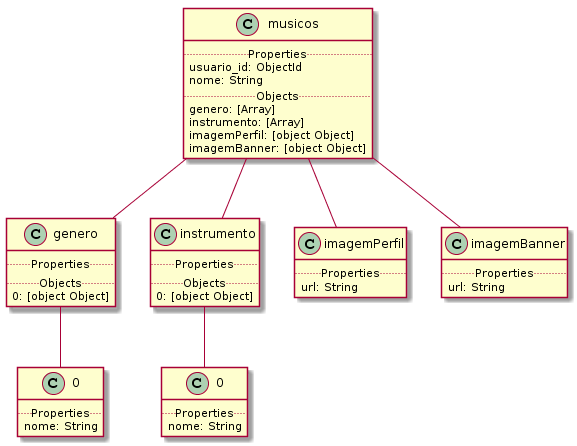 C musicos
Properties
usuario_id: ObjectId
nome: String
Objects
genero: [Array]
instrumento: [Array]
imagemPerfil: [object Object]
imagemBanner: [object Object]
C genero
Properties
Objects
0: [object Object]
C instrumento
Properties
Objects
0: [object Object]
C imagemPerfil
Properties
url: String
C imagemBanner
Properties
url: String
C 0
Properties
nome: String
C 0
Properties
nome: String